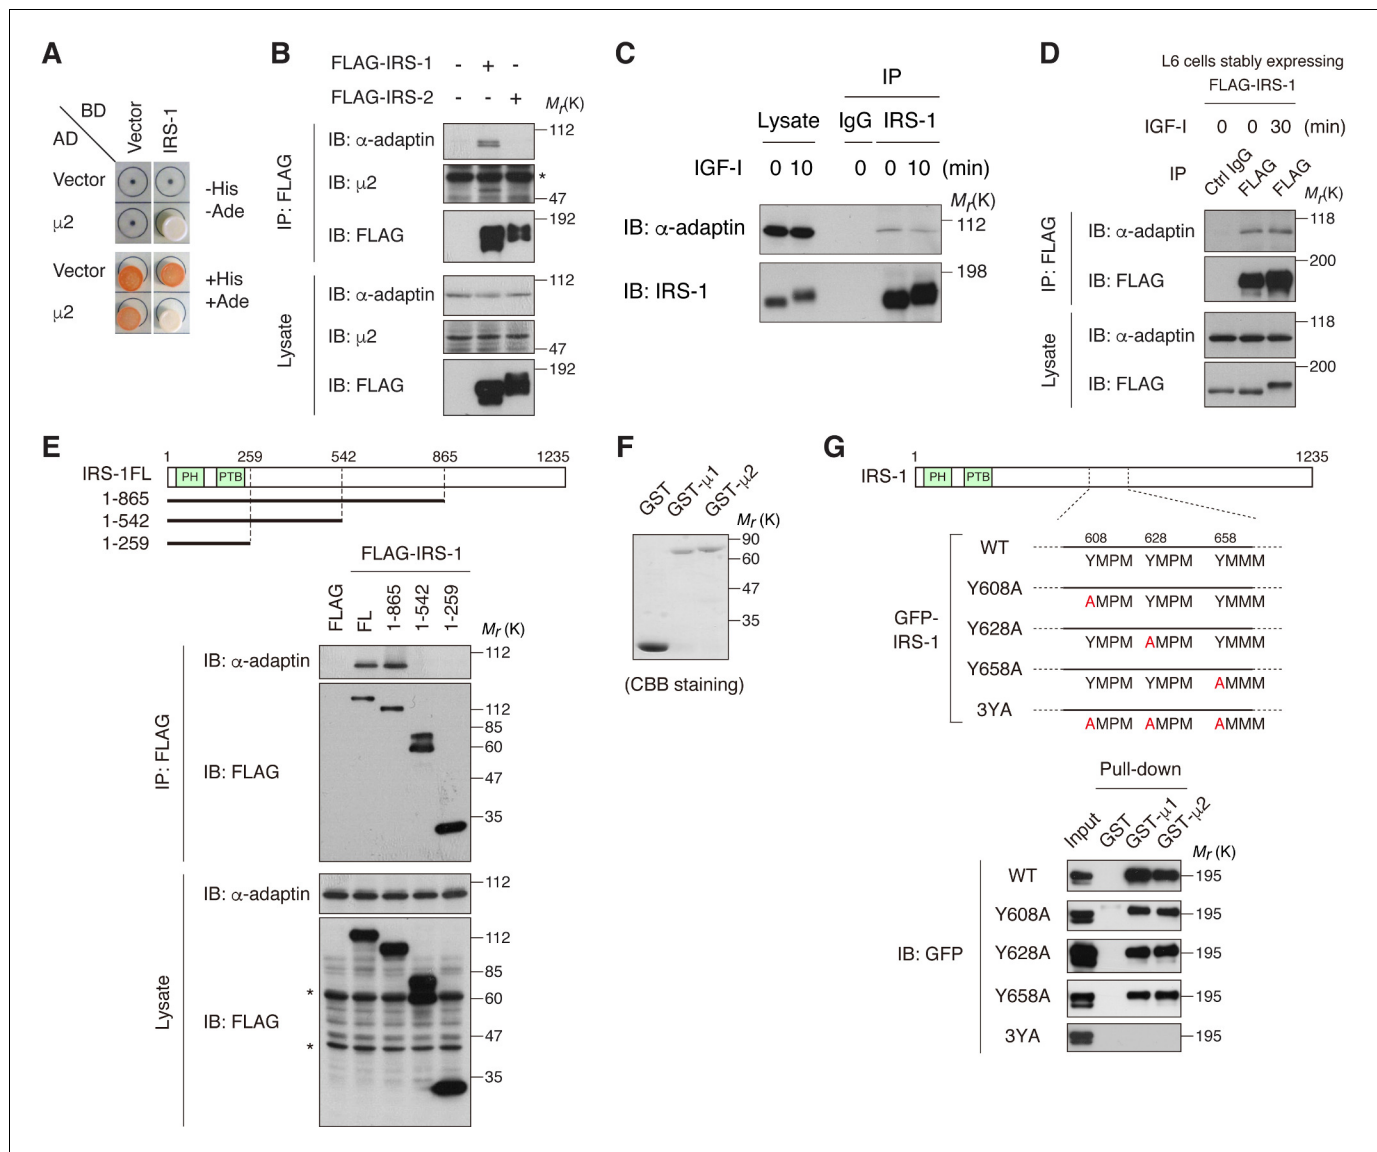 A
BD
AD
Vector
IRS-1
Vector
μ2
-His
-Ade
Vector
μ2
+His
+Ade
B
FLAG-IRS-1 - + -
FLAG-IRS-2 - - +
Mr(K)
IP: FLAG
IB: α-adaptin
112
IB: μ2
*
47
IB: FLAG
192
Lysate
IB: α-adaptin
112
IB: μ2
47
IB: FLAG
192
C
IP
Lysate IgG IRS-1
IGF-I 0 10 0 0 10 (min)
Mr(K)
IB: α-adaptin
112
IB: IRS-1
198
D
L6 cells stably expressing
FLAG-IRS-1
IGF-I 0 0 30 (min)
IP
Ctrl IgG
FLAG
FLAG
Mr(K)
IP: FLAG
IB: α-adaptin
118
IB: FLAG
200
Lysate
IB: α-adaptin
118
IB: FLAG
200
E
1 259 542 865 1235
IRS-1FL
PH
PTB
1-865
1-542
1-259
FLAG-IRS-1
FLAG
FL
1-865
1-542
1-259
Mr (K)
IP: FLAG
IB: α-adaptin
112
IB: FLAG
112
85
60
47
35
Lysate
IB: α-adaptin
112
IB: FLAG
112
85
*
60
47
*
35
F
GST
GST-μ1
GST-μ2
Mr (K)
90
60
47
35
(CBB staining)
G
1 1235
IRS-1
PH
PTB
608 628 658
GFP-
IRS-1
WT
YMPM YMPM YMMM
Y608A
AMPM YMPM YMMM
Y628A
YMPM AMPM YMMM
Y658A
YMPM YMPM AMMM
3YA
AMPM AMPM AMMM
Pull-down
Input
GST
GST-μ1
GST-μ2
Mr (K)
IB: GFP
WT
195
Y608A
195
Y628A
195
Y658A
195
3YA
195